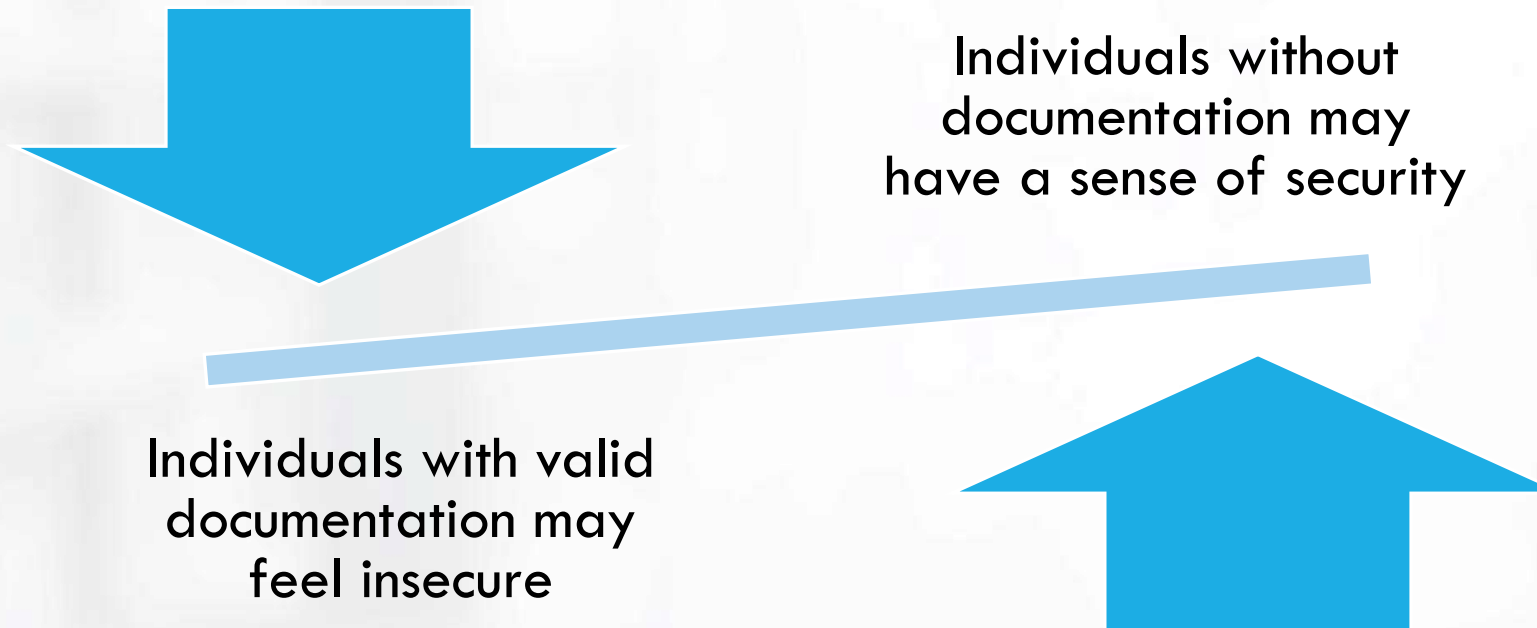 Individuals without
documentation may
have a sense of security
Individuals with valid
documentation may
feel insecure